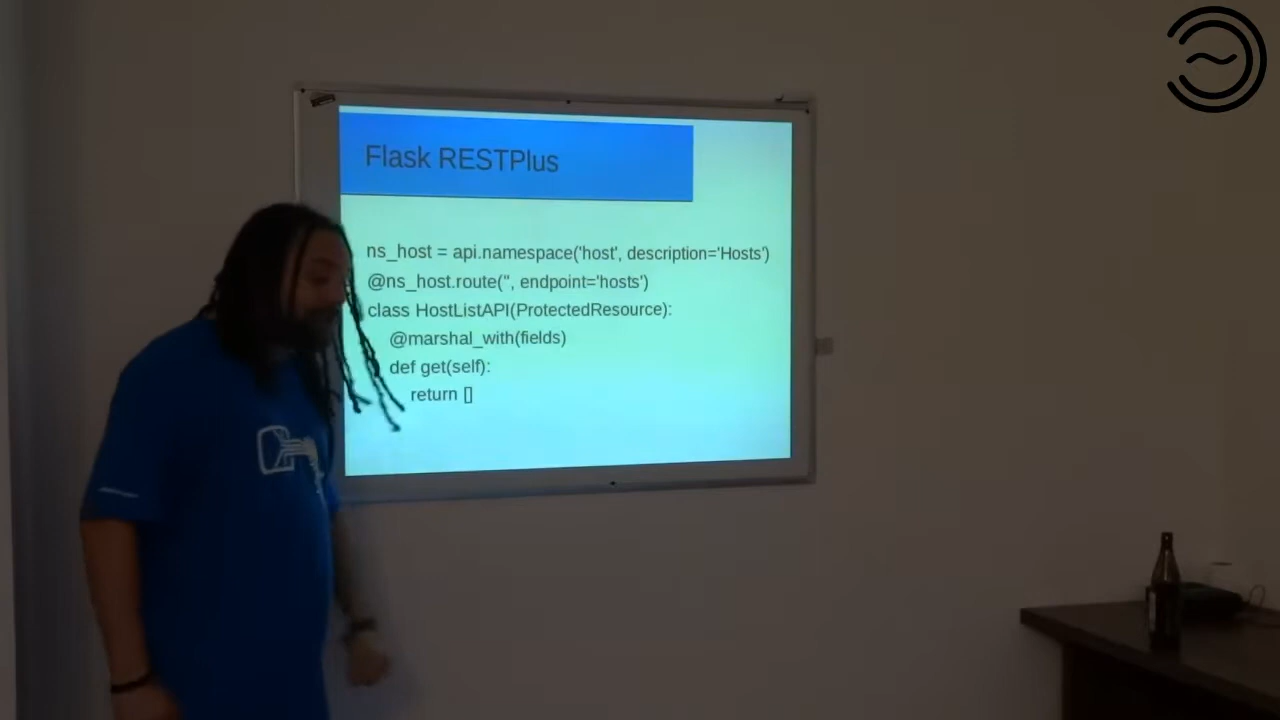 Flask RESTPlus
ns_host = api.namespace('host', description='Hosts')
@ns_host.route('', endpoint='hosts')
class HostListAPI(ProtectedResource):
@marshal_with(fields)
def get(self):
return []